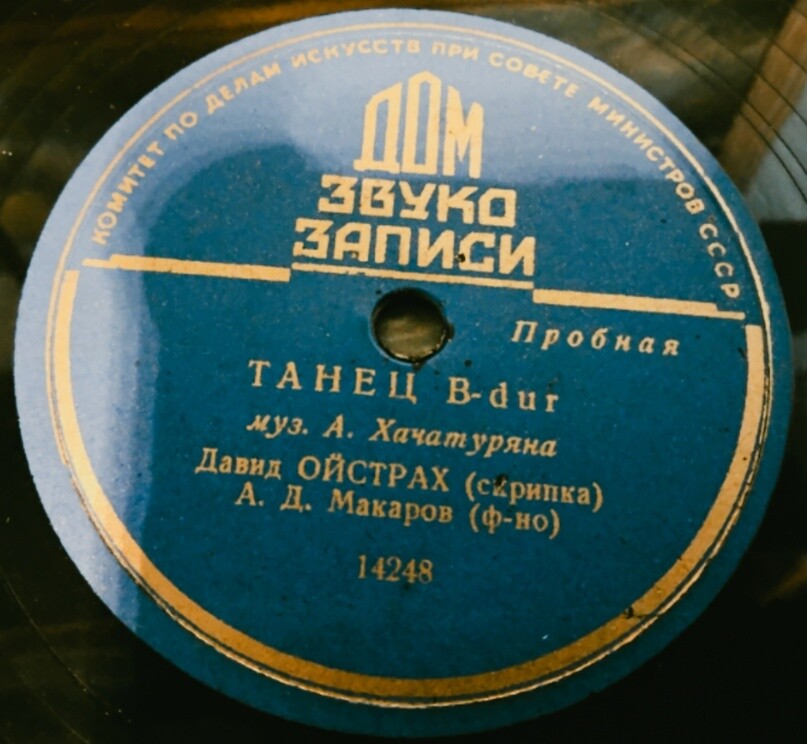 КОМИТЕТ ПО ДЕЛАМ ИСКУССТВ ПРИ СОВЕТЕ МИНИСТРОВ СССР
ДОМ
ЗВУКО
ЗАПИСИ
Пробная
ТАНЕЦ B-dur
муз. А. Хачатуряна
Давид ОЙСТРАХ (скрипка)
А. Д. Макаров (ф-но)
14248